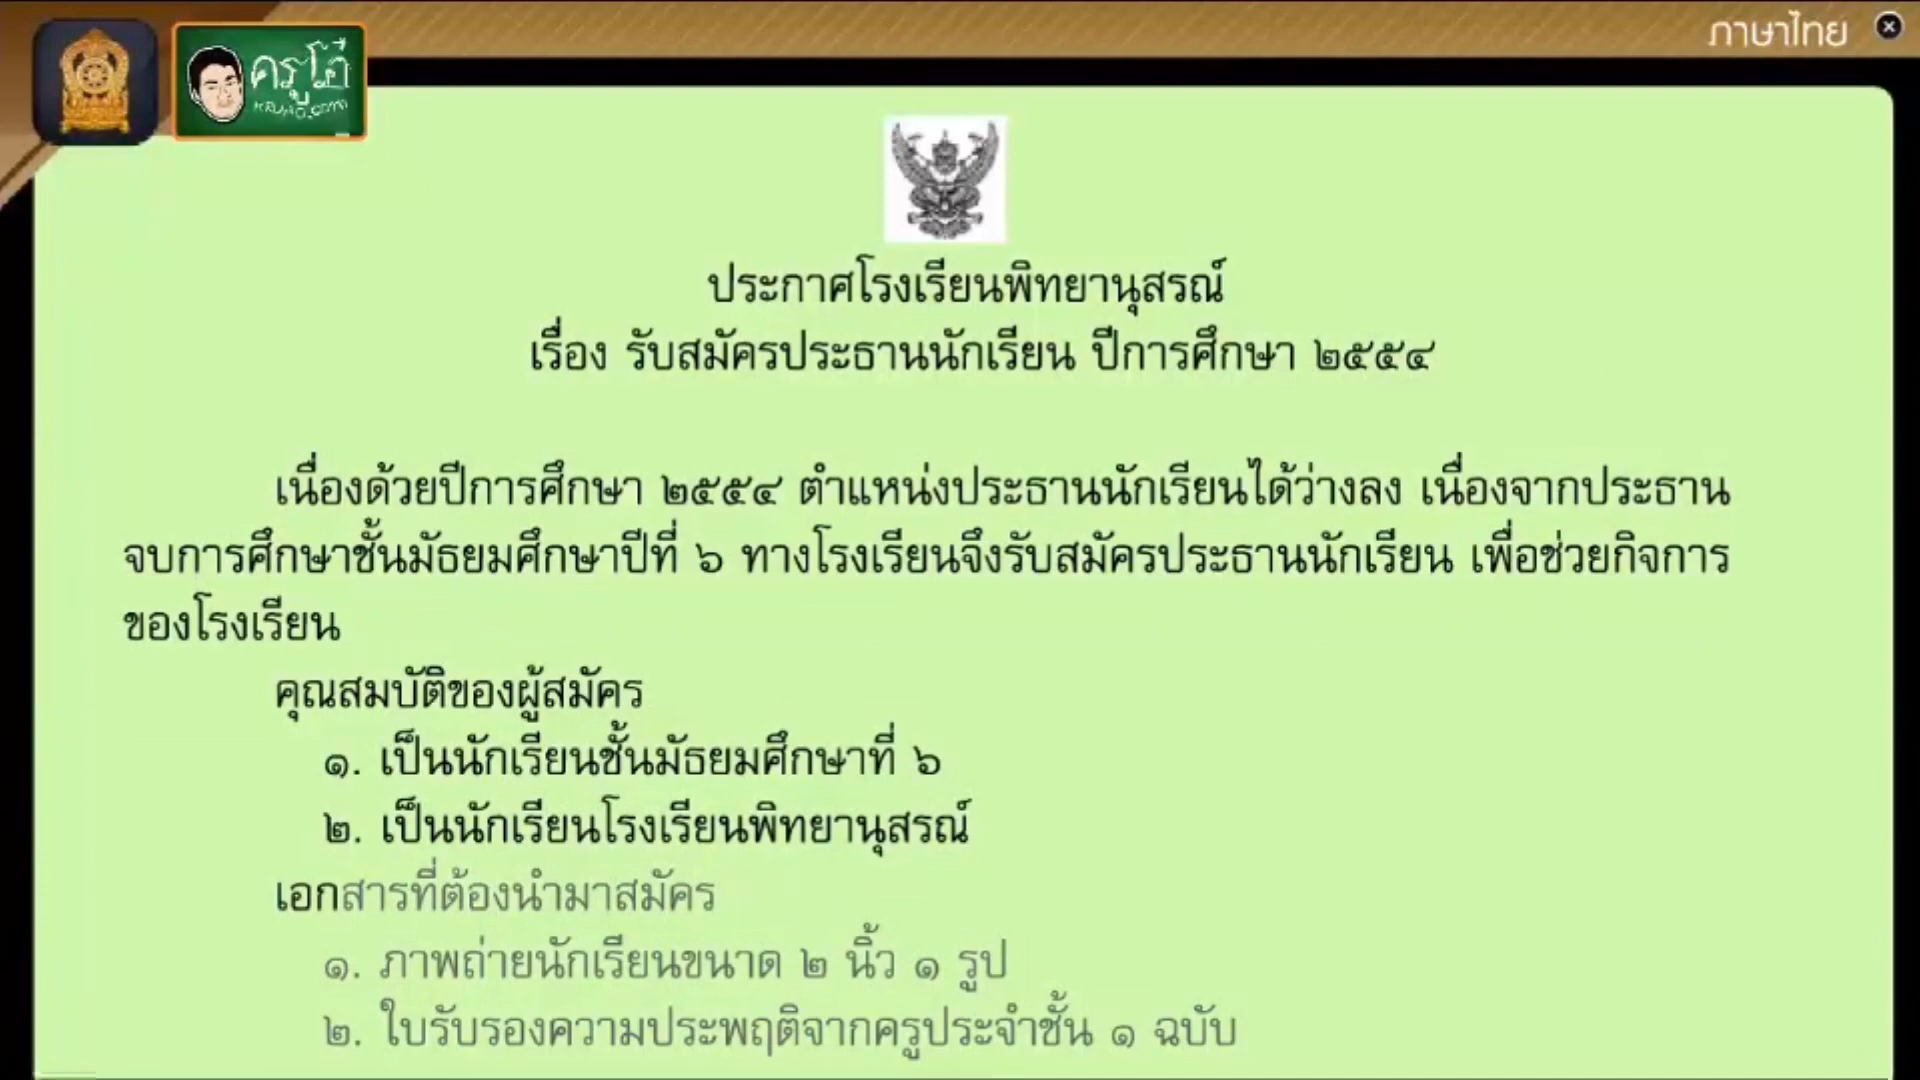 ภาษาไทย
ครูโอ๋
KRUAO.com
ประกาศโรงเรียนพิทยานุสรณ์
เรื่อง รับสมัครประธานนักเรียน ปีการศึกษา ๒๕๕๔
เนื่องด้วยปีการศึกษา ๒๕๕๔ ตำแหน่งประธานนักเรียนได้ว่างลง เนื่องจากประธาน
จบการศึกษาชั้นมัธยมศึกษาปีที่ ๖ ทางโรงเรียนจึงรับสมัครประธานนักเรียน เพื่อช่วยกิจการ
ของโรงเรียน
คุณสมบัติของผู้สมัคร
๑. เป็นนักเรียนชั้นมัธยมศึกษาที่ ๖
๒. เป็นนักเรียนโรงเรียนพิทยานุสรณ์
เอกสารที่ต้องนำมาสมัคร
๑. ภาพถ่ายนักเรียนขนาด ๒ นิ้ว ๑ รูป
๒. ใบรับรองความประพฤติจากครูประจำชั้น ๑ ฉบับ